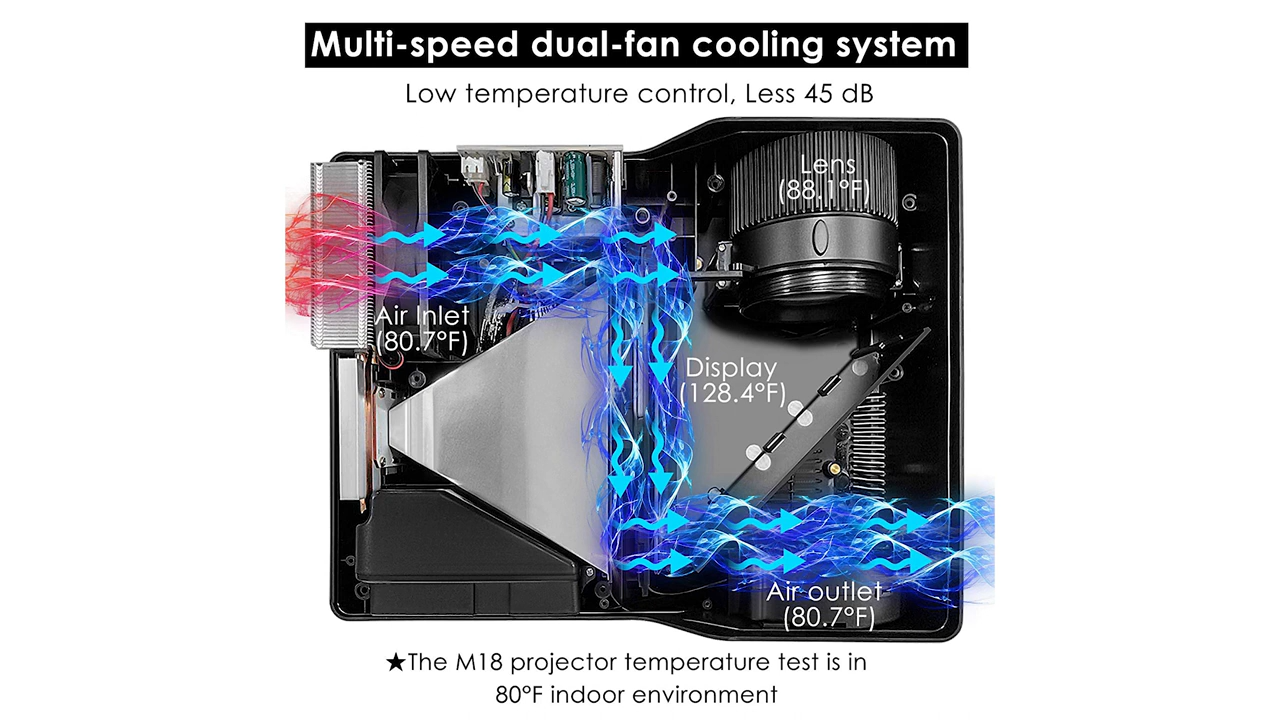 Multi-speed dual-fan cooling system
Low temperature control, Less 45 dB
Lens
(88.1°F)
Air Inlet
(80.7°F)
Display
(128.4°F)
Air outlet
(80.7°F)
★The M18 projector temperature test is in
80°F indoor environment